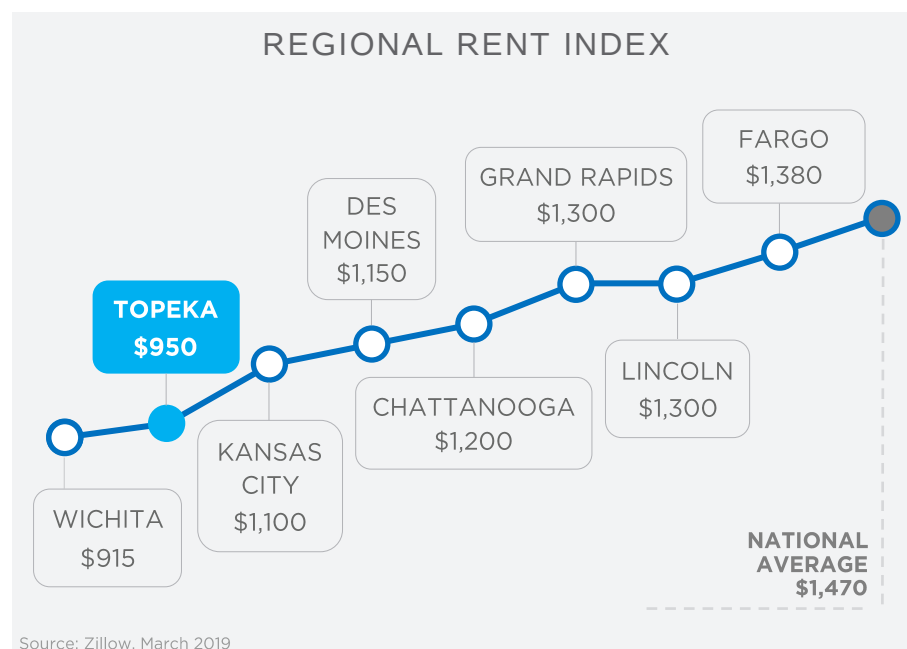 REGIONAL RENT INDEX
WICHITA
$915
TOPEKA
$950
KANSAS
CITY
$1,100
DES
MOINES
$1,150
CHATTANOOGA
$1,200
GRAND RAPIDS
$1,300
LINCOLN
$1,300
FARGO
$1,380
NATIONAL
AVERAGE
$1,470
Source: Zillow, March 2019